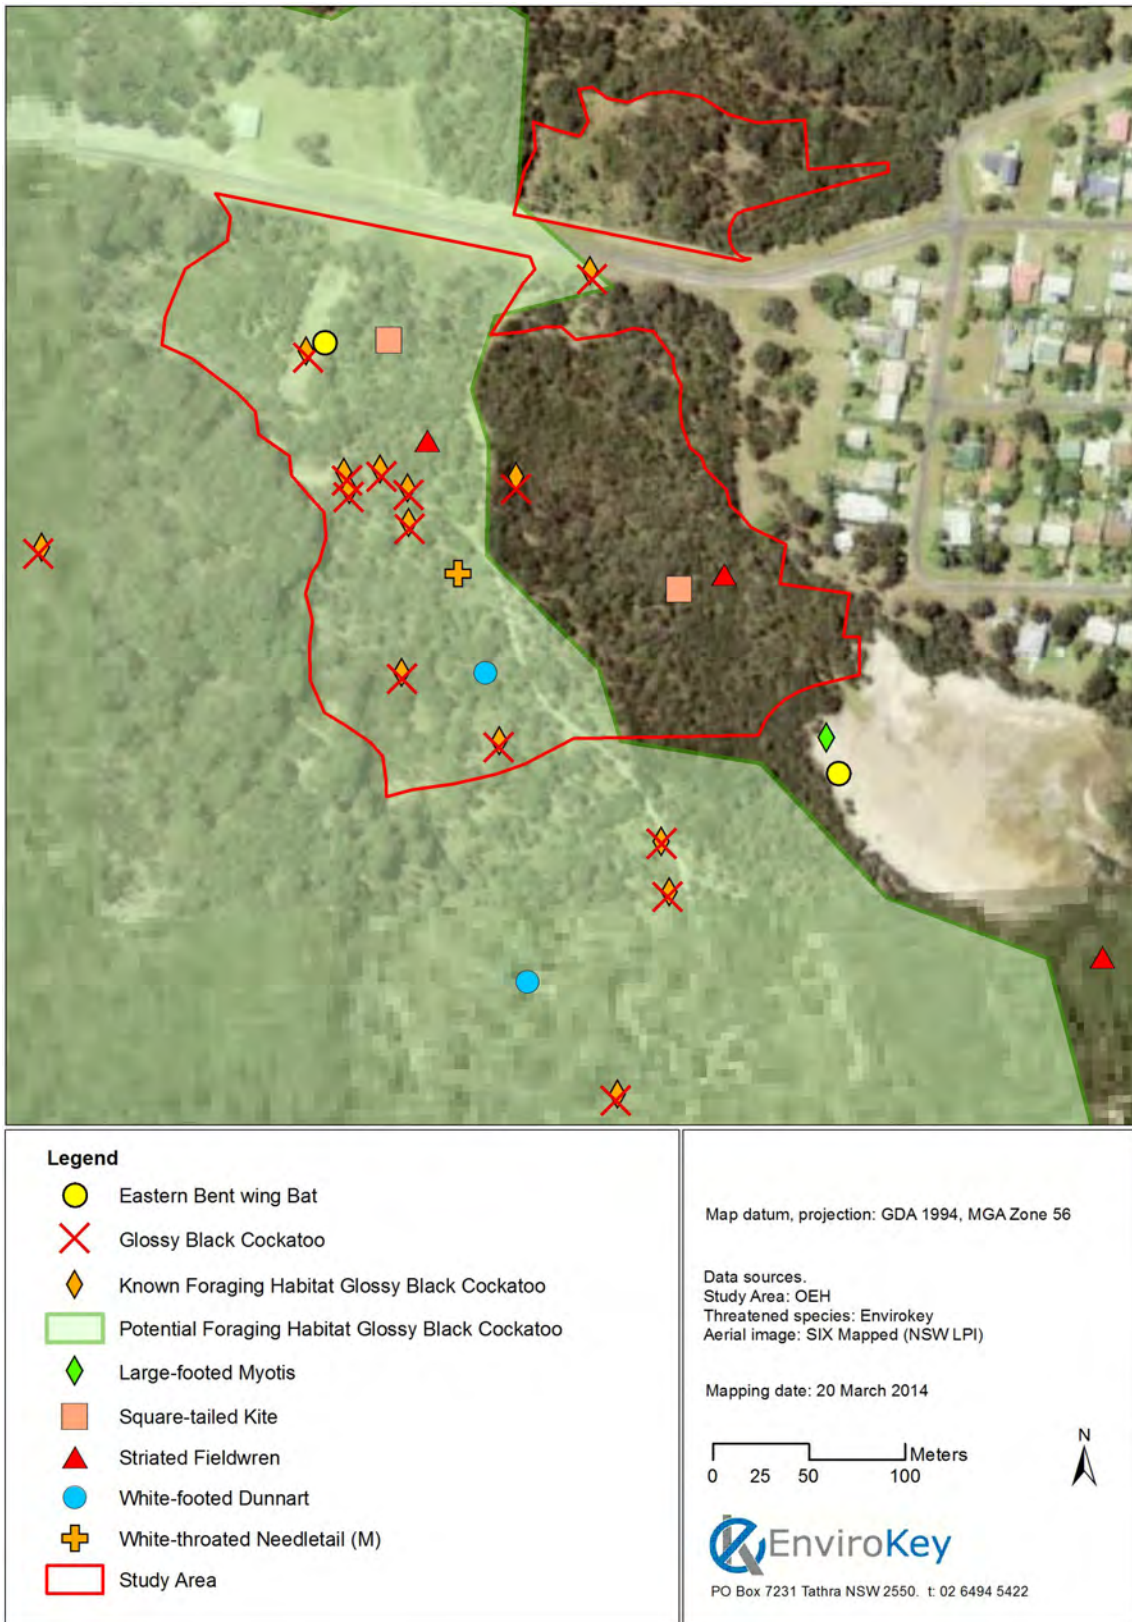 Legend
Eastern Bent wing Bat
Glossy Black Cockatoo
Known Foraging Habitat Glossy Black Cockatoo
Potential Foraging Habitat Glossy Black Cockatoo
Large-footed Myotis
Square-tailed Kite
Striated Fieldwren
White-footed Dunnart
White-throated Needletail (M)
Study Area
Map datum, projection: GDA 1994, MGA Zone 56
Data sources.
Study Area: OEH
Threatened species: Envirokey
Aerial image: SIX Mapped (NSW LPI)
Mapping date: 20 March 2014
Meters
0 25 50 100
N
EnviroKey
PO Box 7231 Tathra NSW 2550. t: 02 6494 5422